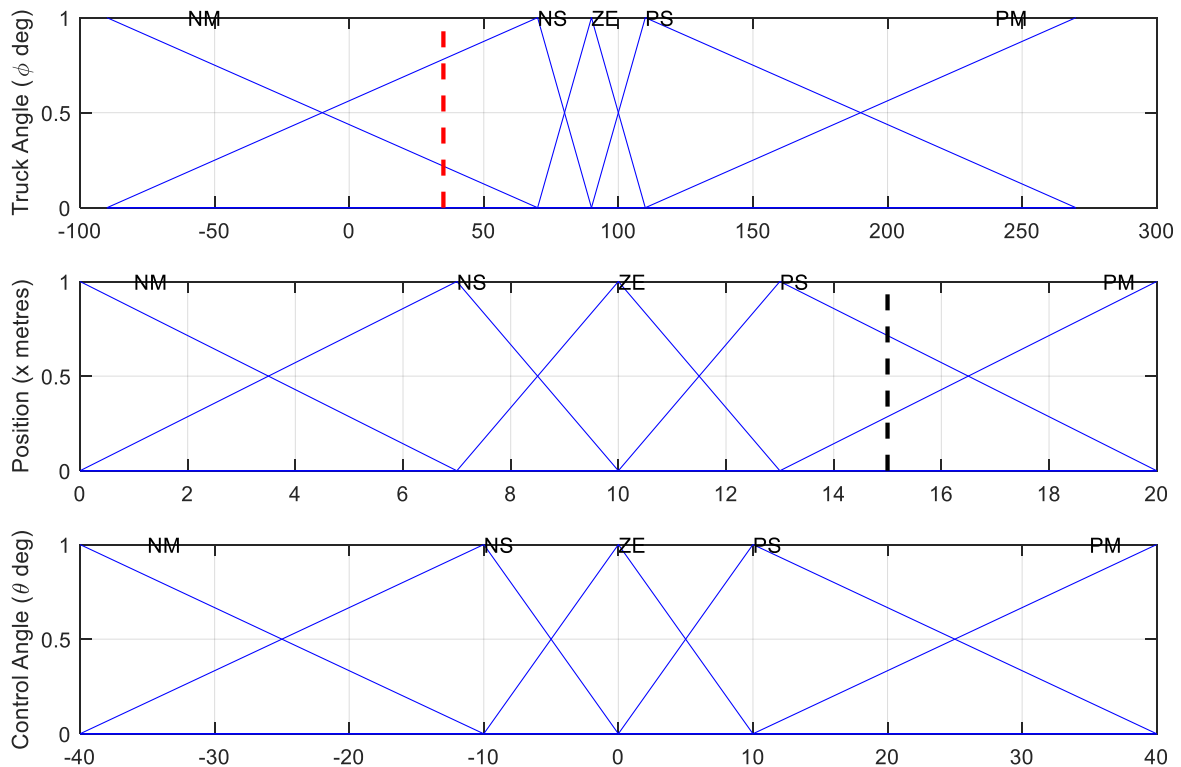 Truck Angle ( ϕ deg)
1
0.5
0
NM NS ZE PS PM
-100 -50 0 50 100 150 200 250 300
Position (x metres)
1
0.5
0
NM NS ZE PS PM
0 2 4 6 8 10 12 14 16 18 20
Control Angle (θ deg)
1
0.5
0
NM NS ZE PS PM
-40 -30 -20 -10 0 10 20 30 40